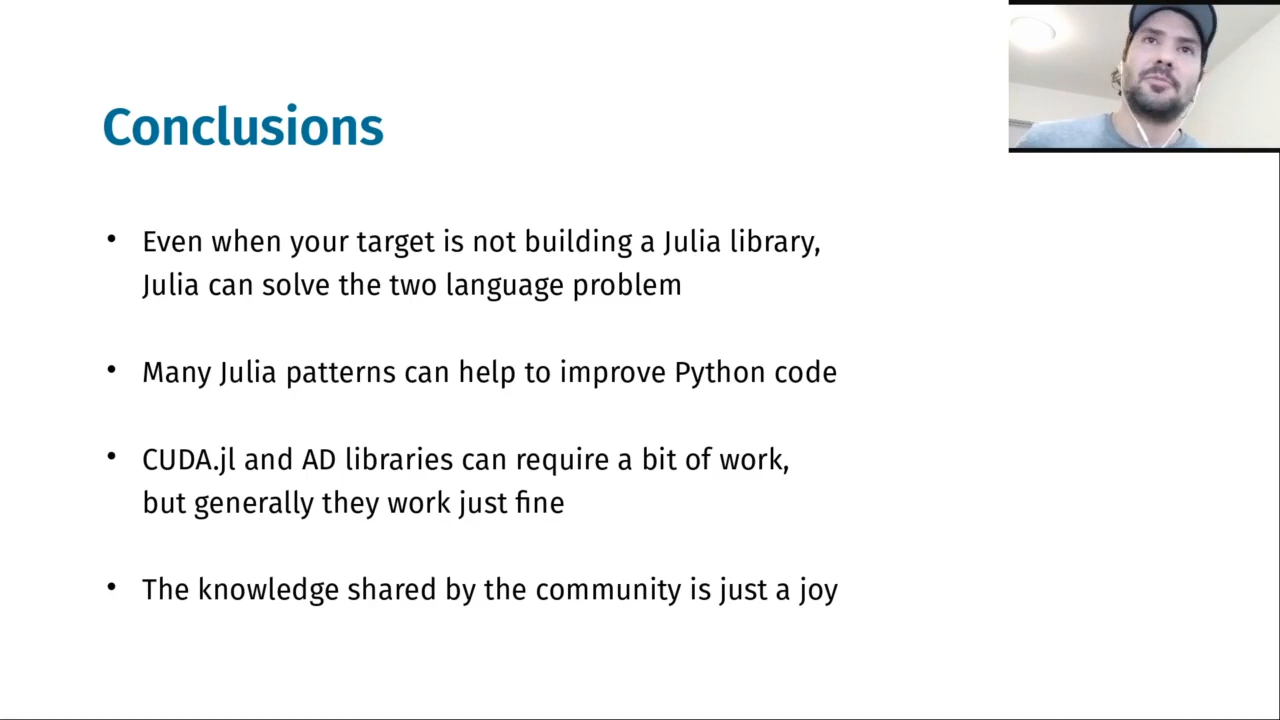 Conclusions
• Even when your target is not building a Julia library,
Julia can solve the two language problem
• Many Julia patterns can help to improve Python code
• CUDA.jl and AD libraries can require a bit of work,
but generally they work just fine
• The knowledge shared by the community is just a joy